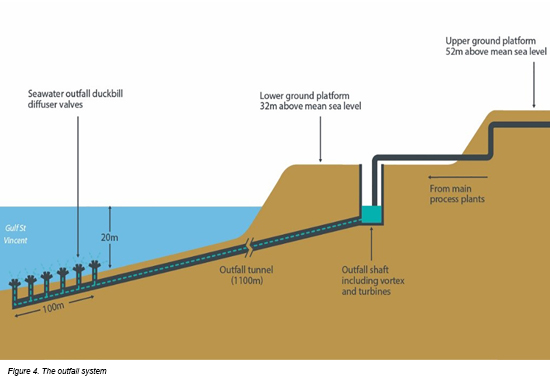 Upper ground platform
52m above mean sea level
Seawater outfall duckbill
diffuser valves
Lower ground platform
32m above mean sea level
From main
process plants
Gulf St
Vincent
20m
Outfall tunnel
(1100m)
Outfall shaft
including vortex
and turbines
100m
Figure 4. The outfall system